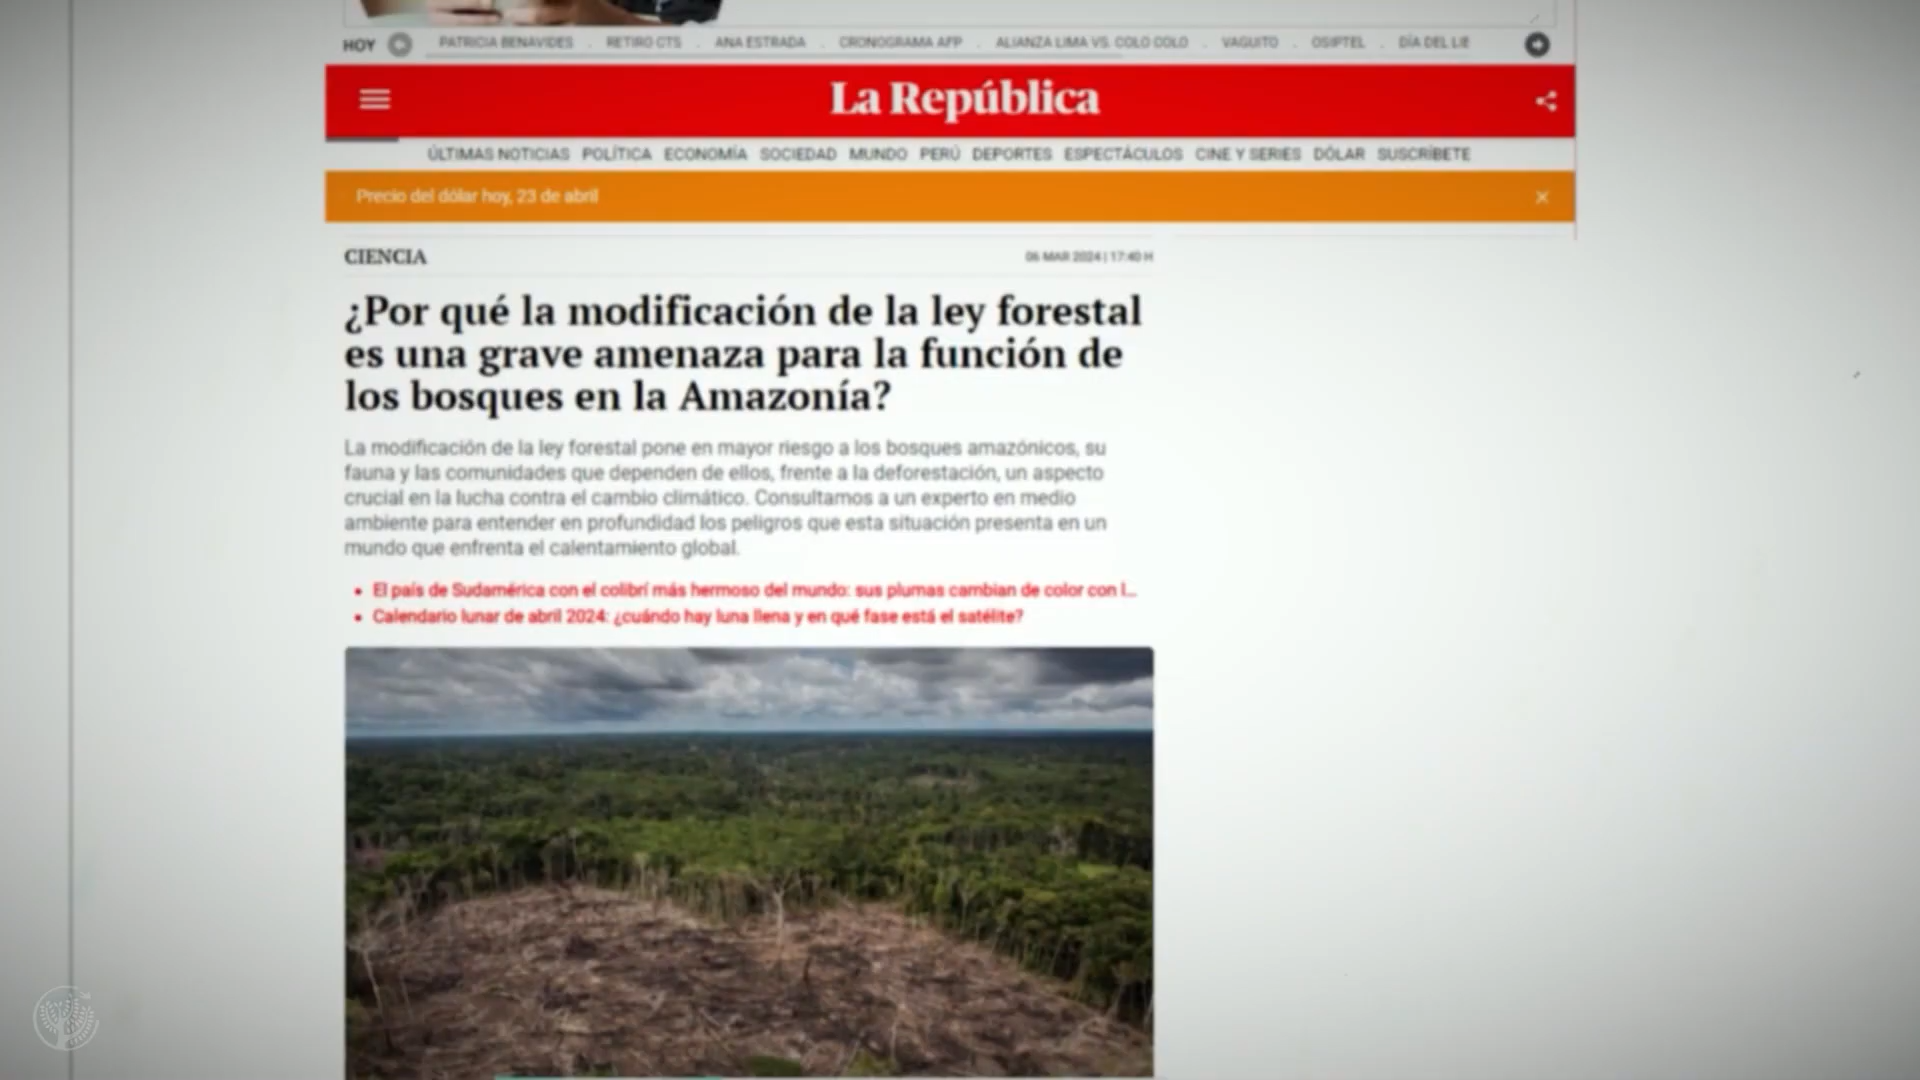 HOY
PATRICIA BENAVIDES . RETIRO CTS . ANA ESTRADA . CRONOGRAMA AFP . ALIANZA LIMA VS. COLO COLO . VAGUITO . OSIPTEL . DÍA DEL LIB
La República
ÚLTIMAS NOTICIAS POLÍTICA ECONOMÍA SOCIEDAD MUNDO PERÚ DEPORTES ESPECTÁCULOS CINE Y SERIES DÓLAR SUSCRÍBETE
Precio del dólar hoy, 23 de abril
CIENCIA
06 MAR 2024 | 17:40 H
¿Por qué la modificación de la ley forestal
es una grave amenaza para la función de
los bosques en la Amazonía?
La modificación de la ley forestal pone en mayor riesgo a los bosques amazónicos, su
fauna y las comunidades que dependen de ellos, frente a la deforestación, un aspecto
crucial en la lucha contra el cambio climático. Consultamos a un experto en medio
ambiente para entender en profundidad los peligros que esta situación presenta en un
mundo que enfrenta el calentamiento global.
• El país de Sudamérica con el colibrí más hermoso del mundo: sus plumas cambian de color con l...
• Calendario lunar de abril 2024: ¿cuándo hay luna llena y en qué fase está el satélite?